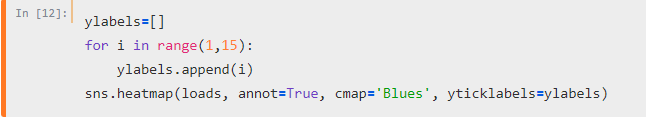 In [12]:
ylabels=[]
for i in range(1,15):
    ylabels.append(i)
sns.heatmap(loads, annot=True, cmap='Blues', yticklabels=ylabels)